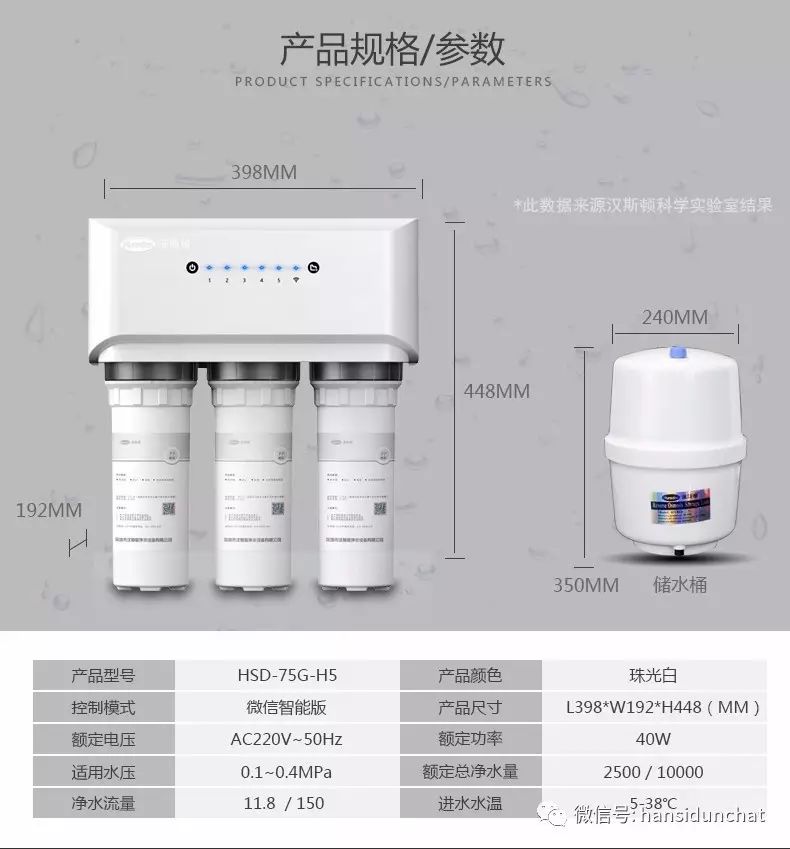 产品规格/参数
PRODUCT SPECIFICATIONS/PARAMETERS
398MM
*此数据来源汉斯顿科学实验室结果
1 2 3 4 5
240MM
448MM
192MM
350MM
储水桶
产品型号 HSD-75G-H5 产品颜色 珠光白
控制模式 微信智能版 产品尺寸 L398*W192*H448（MM）
额定电压 AC220V~50Hz 额定功率 40W
适用水压 0.1~0.4MPa 额定总净水量 2500 / 10000
净水流量 11.8 / 150 进水水温 5-38℃
微信号: hansidunchat